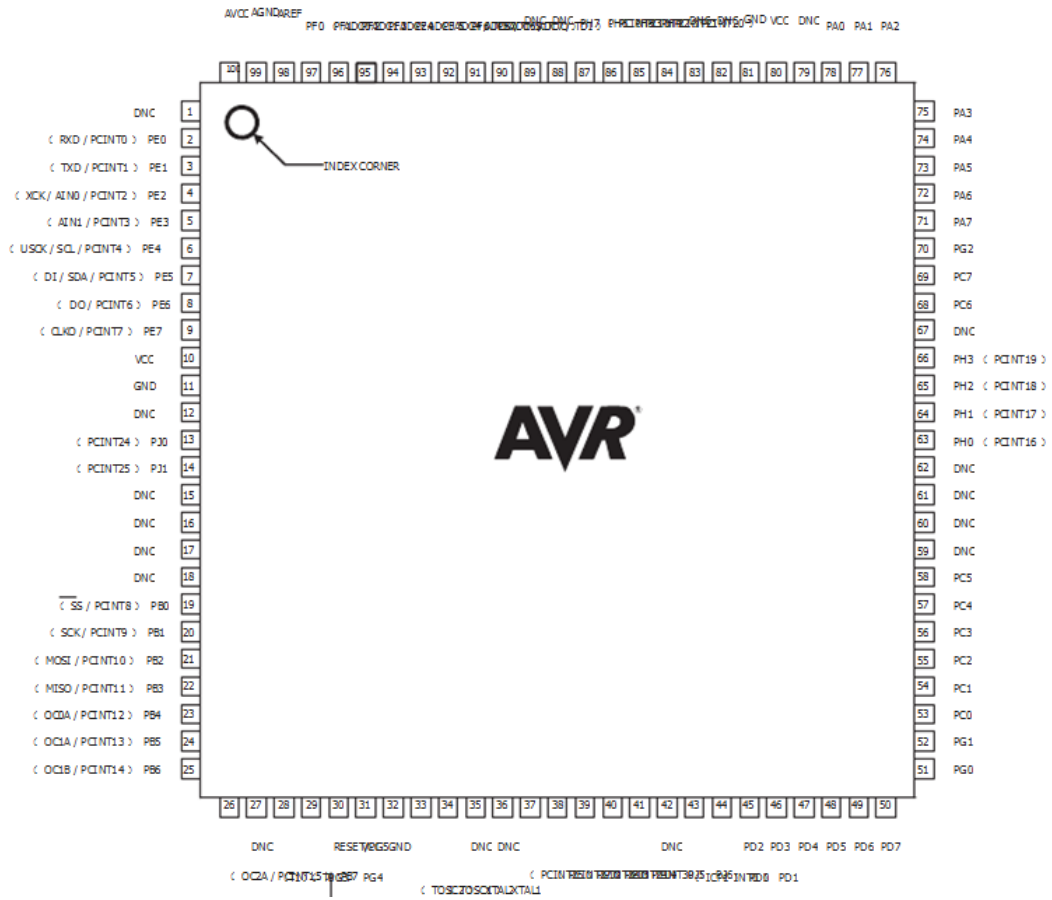 AVCC AGND AREF
DNC DNC PH7 GND VCC DNC PA0 PA1 PA2
PF0
100 99 98 97 96 95 94 93 92 91 90 89 88 87 86 85 84 83 82 81 80 79 78 77 76
DNC 1
( RXD / PCINT0 ) PE0 2
( TXD / PCINT1 ) PE1 3
( XCK / AIN0 / PCINT2 ) PE2 4
( AIN1 / PCINT3 ) PE3 5
( USCK / SCL / PCINT4 ) PE4 6
( DI / SDA / PCINT5 ) PE5 7
( DO / PCINT6 ) PE6 8
( CLKO / PCINT7 ) PE7 9
VCC 10
GND 11
DNC 12
( PCINT24 ) PJ0 13
( PCINT25 ) PJ1 14
DNC 15
DNC 16
DNC 17
DNC 18
( SS / PCINT8 ) PB0 19
( SCK / PCINT9 ) PB1 20
( MOSI / PCINT10 ) PB2 21
( MISO / PCINT11 ) PB3 22
( OC0A / PCINT12 ) PB4 23
( OC1A / PCINT13 ) PB5 24
( OC1B / PCINT14 ) PB6 25
INDEX CORNER
AVR®
75 PA3
74 PA4
73 PA5
72 PA6
71 PA7
70 PG2
69 PC7
68 PC6
67 DNC
66 PH3 ( PCINT19 )
65 PH2 ( PCINT18 )
64 PH1 ( PCINT17 )
63 PH0 ( PCINT16 )
62 DNC
61 DNC
60 DNC
59 DNC
58 PC5
57 PC4
56 PC3
55 PC2
54 PC1
53 PC0
52 PG1
51 PG0
26 27 28 29 30 31 32 33 34 35 36 37 38 39 40 41 42 43 44 45 46 47 48 49 50
DNC RESET/PG5 GND DNC DNC DNC PD2 PD3 PD4 PD5 PD6 PD7
( OC2A / PCINT15 ) PB7 PG4 PD0 PD1
XTAL1